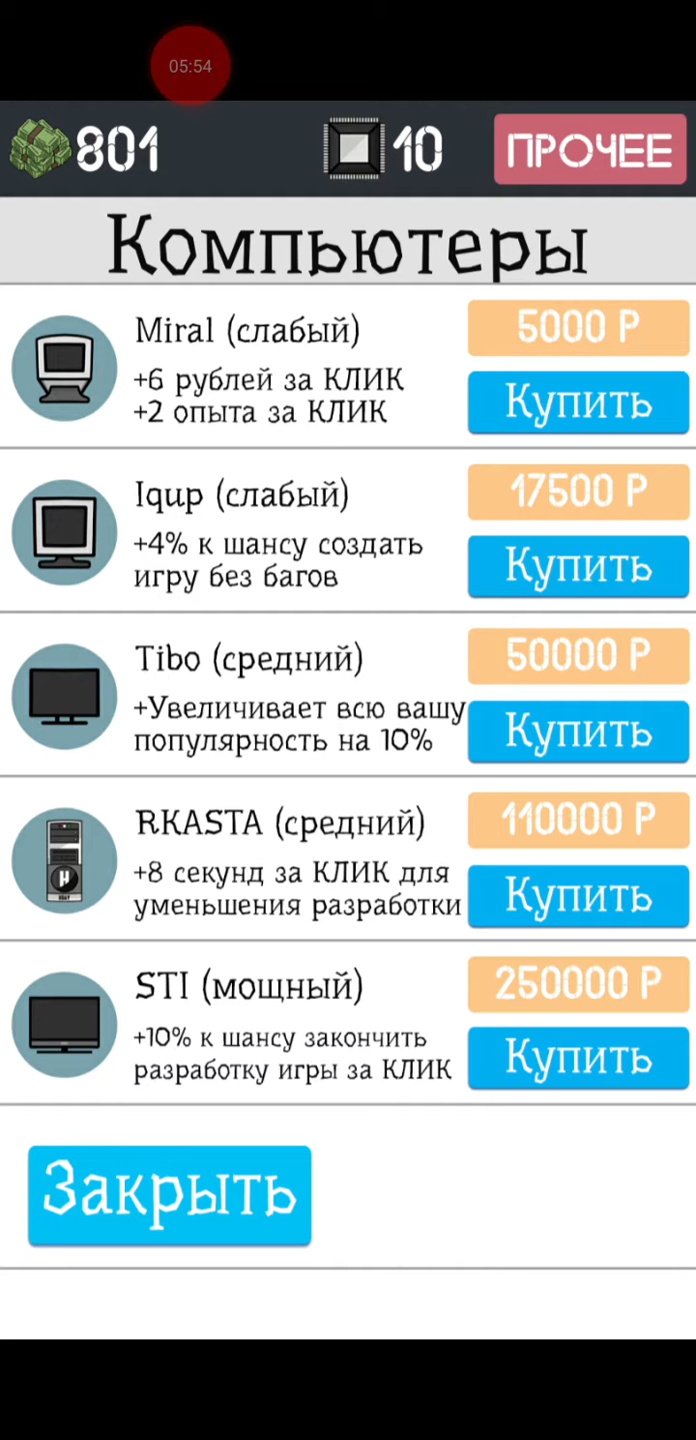 05:54
801
10
ПРОЧЕЕ
Компьютеры
Miral (слабый)
5000 Р
+6 рублей за КЛИК
+2 опыта за КЛИК
Купить
Iqup (слабый)
17500 Р
+4% к шансу создать
игру без багов
Купить
Tibo (средний)
50000 Р
+Увеличивает всю вашу
популярность на 10%
Купить
RKASTA (средний)
110000 Р
+8 секунд за КЛИК для
уменьшения разработки
Купить
STI (мощный)
250000 Р
+10% к шансу закончить
разработку игры за КЛИК
Купить
Закрыть